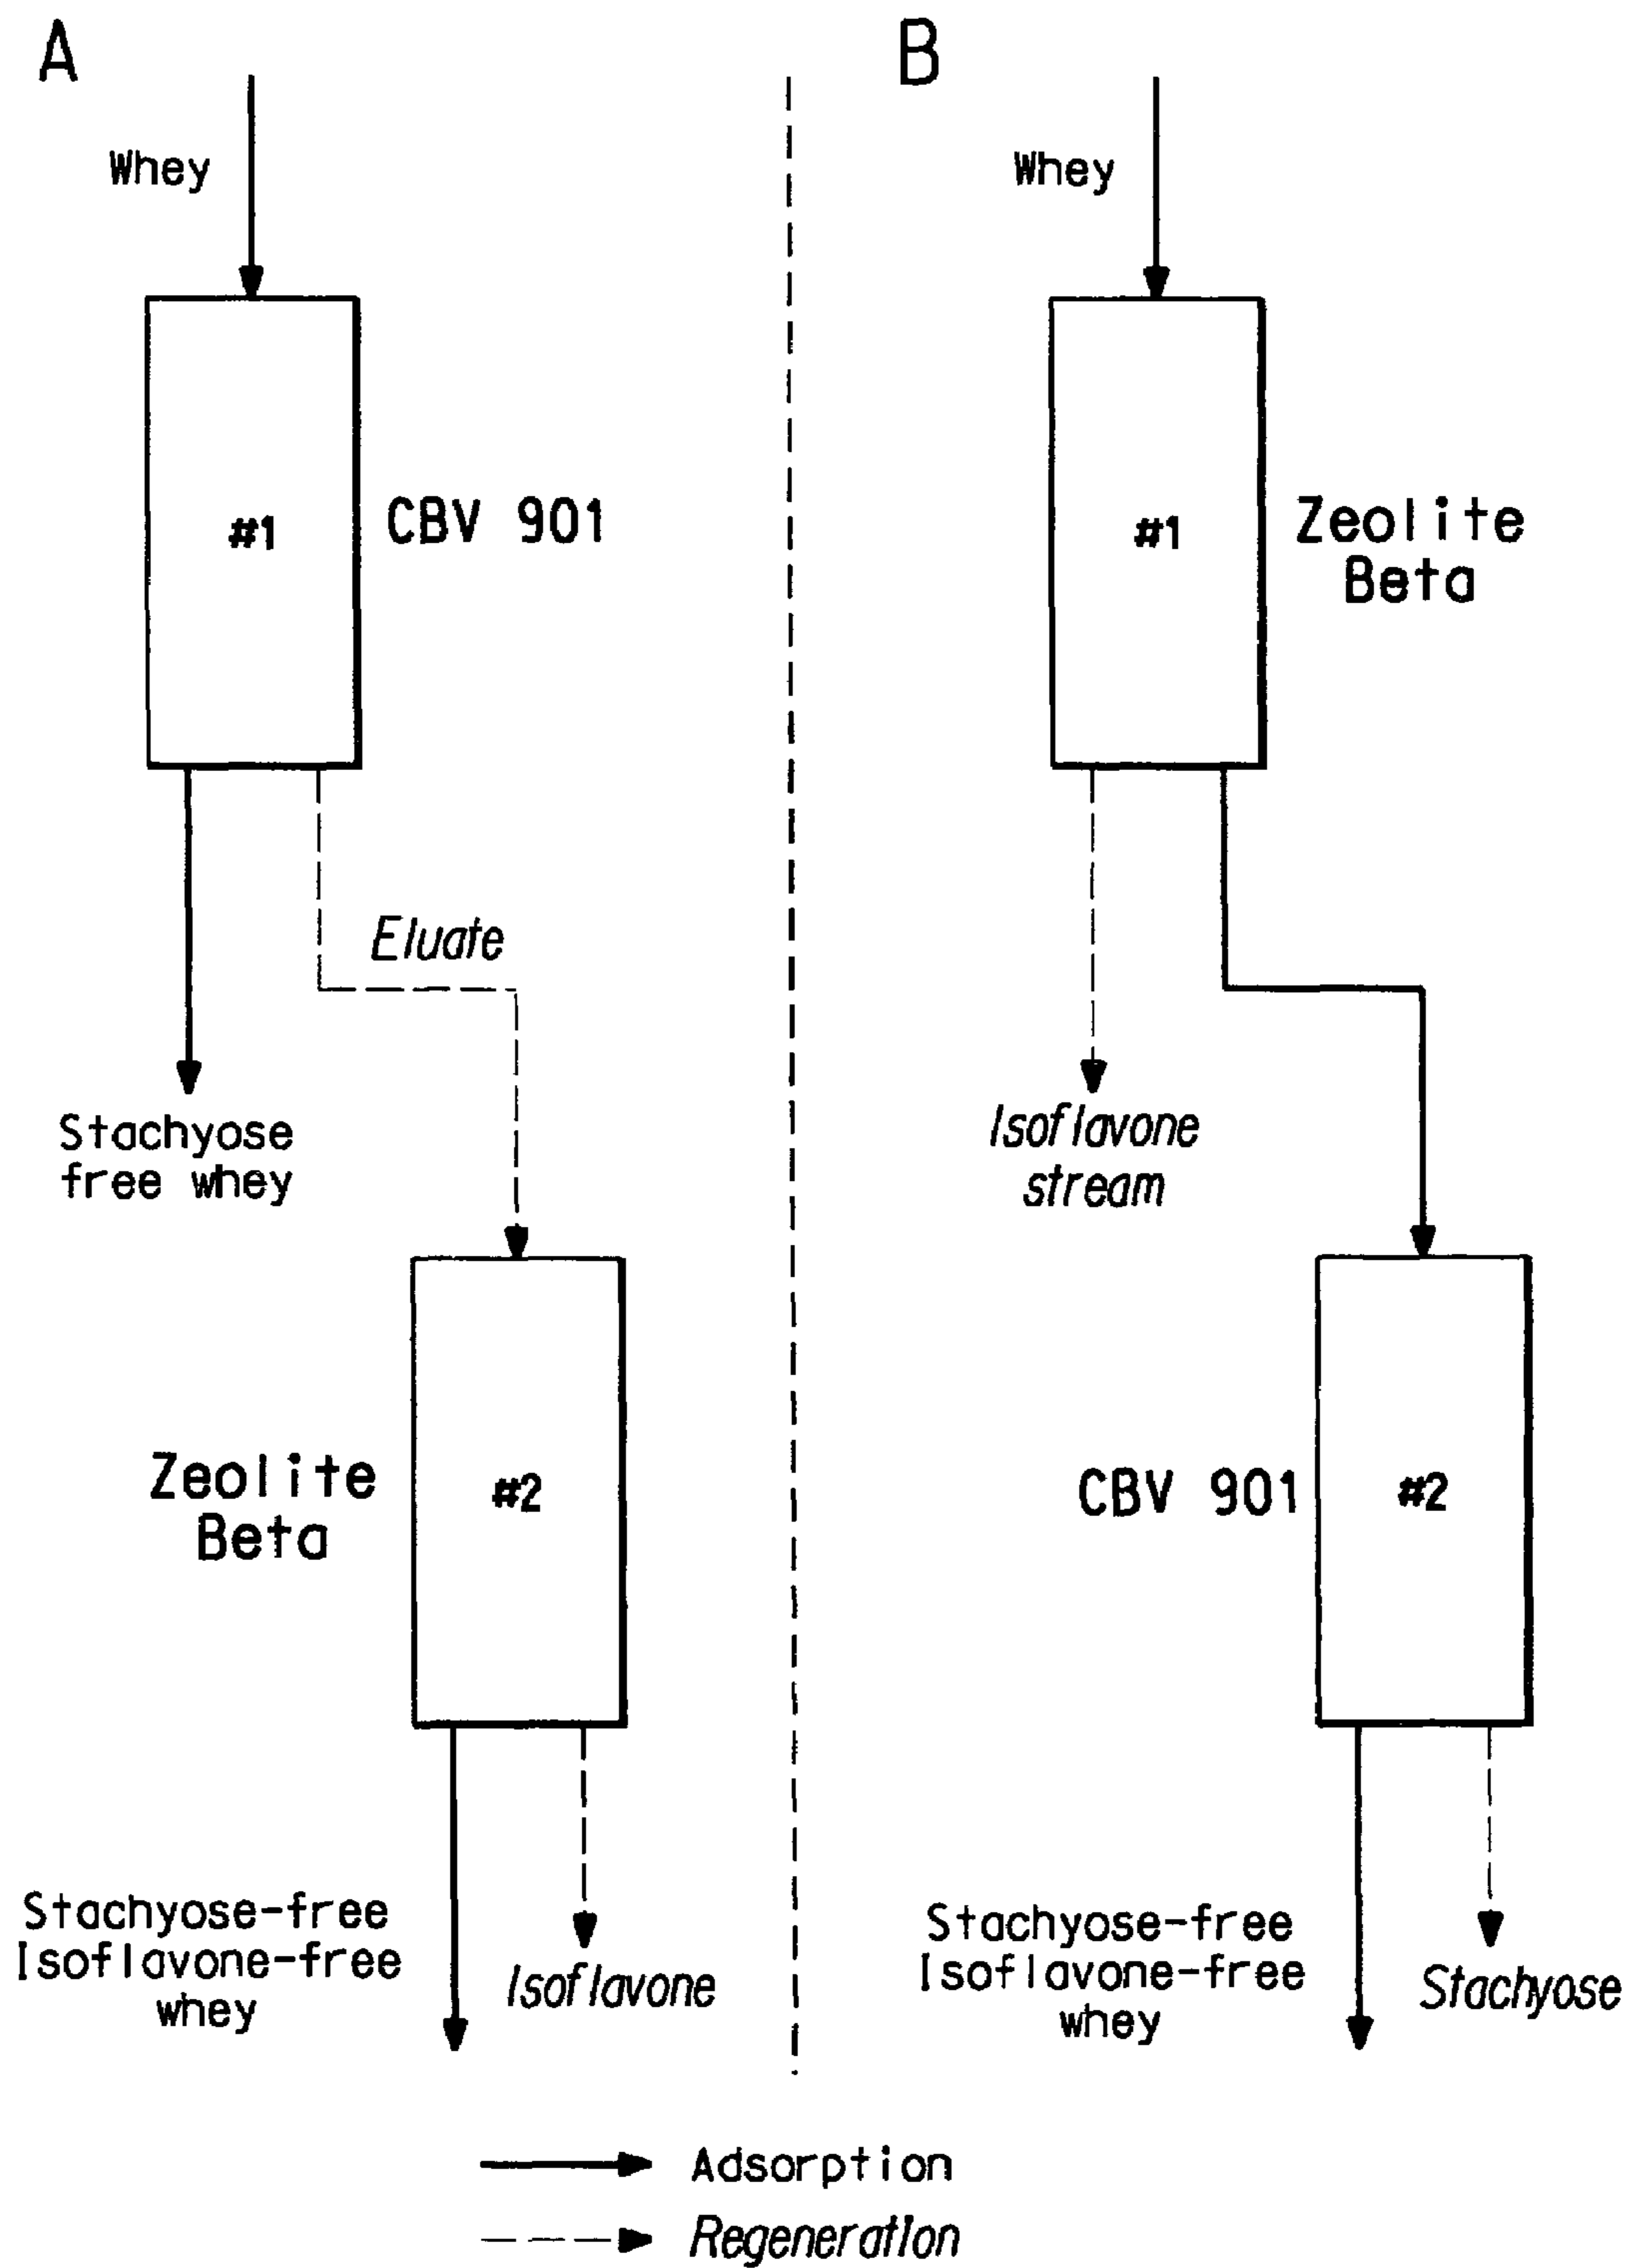 A
Whey
#1
CBV 901
Eluate
Stachyose
free whey
Zeolite
Beta
#2
Stachyose-free
Isoflavone-free
whey
Isoflavone
B
Whey
#1
Zeolite
Beta
Isoflavone
stream
CBV 901
#2
Stachyose-free
Isoflavone-free
whey
Stachyose
Adsorption
Regeneration